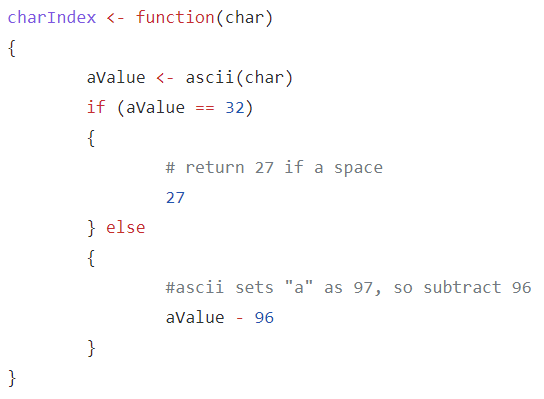 charIndex <- function(char)
{
        aValue <- ascii(char)
        if (aValue == 32)
        {
                # return 27 if a space
                27
        } else
        {
                #ascii sets "a" as 97, so subtract 96
                aValue - 96
        }
}